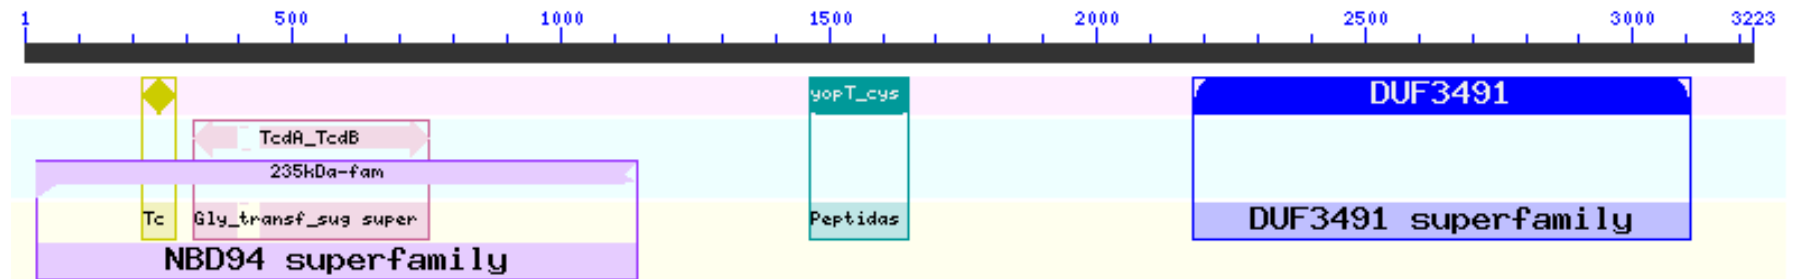 1 500 1000 1500 2000 2500 3000 3223
yopT_cys DUF3491
TcdA_TcdB
235kDa-fam
Tc Gly_transf_sug super Peptidas DUF3491 superfamily
NBD94 superfamily